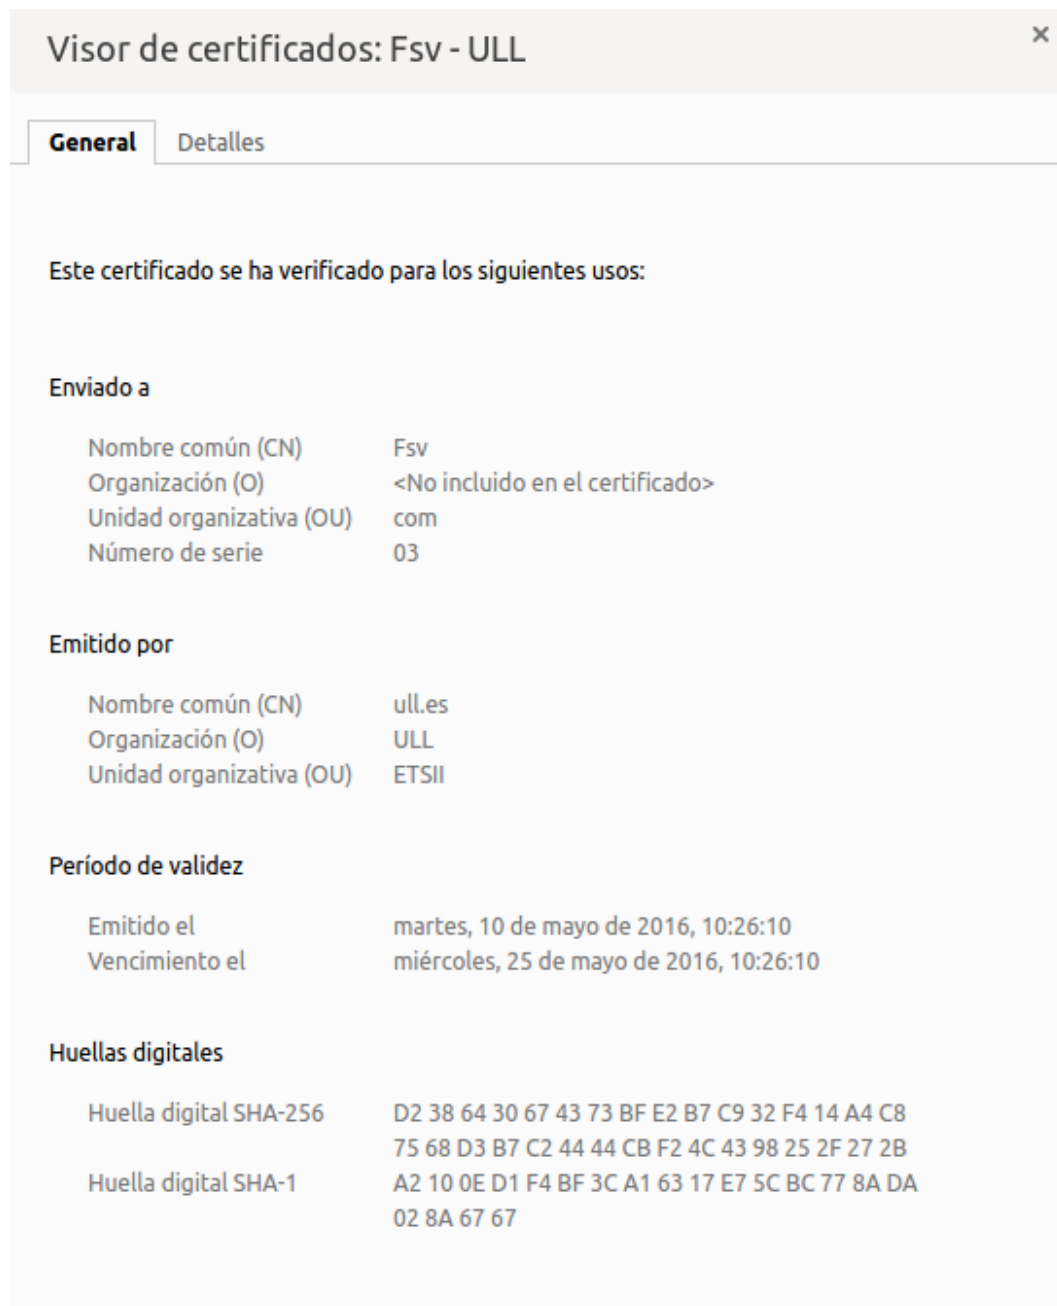 Visor de certificados: Fsv - ULL
×
General Detalles
Este certificado se ha verificado para los siguientes usos:
Enviado a
Nombre común (CN) Fsv
Organización (O) <No incluido en el certificado>
Unidad organizativa (OU) com
Número de serie 03
Emitido por
Nombre común (CN) ull.es
Organización (O) ULL
Unidad organizativa (OU) ETSII
Período de validez
Emitido el martes, 10 de mayo de 2016, 10:26:10
Vencimiento el miércoles, 25 de mayo de 2016, 10:26:10
Huellas digitales
Huella digital SHA-256 D2 38 64 30 67 43 73 BF E2 B7 C9 32 F4 14 A4 C8
75 68 D3 B7 C2 44 44 CB F2 4C 43 98 25 2F 27 2B
Huella digital SHA-1 A2 10 0E D1 F4 BF 3C A1 63 17 E7 5C BC 77 8A DA
02 8A 67 67